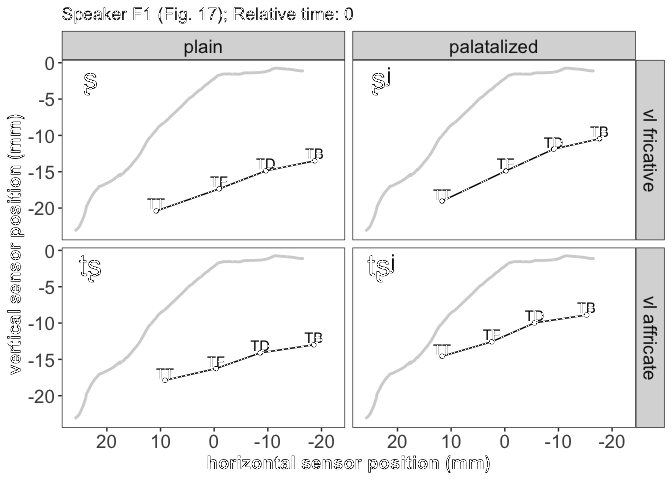 Speaker F1 (Fig. 17); Relative time: 0
plain palatalized
0 ʂ ʂʲ
-5
-10
-15
-20
TT TF TD TB TT TF TD TB
vl fricative
0 tʂ tʂʲ
-5
-10
-15
-20
TT TF TD TB TT TF TD TB
vl affricate
20 10 0 -10 -20 20 10 0 -10 -20
horizontal sensor position (mm)
vertical sensor position (mm)